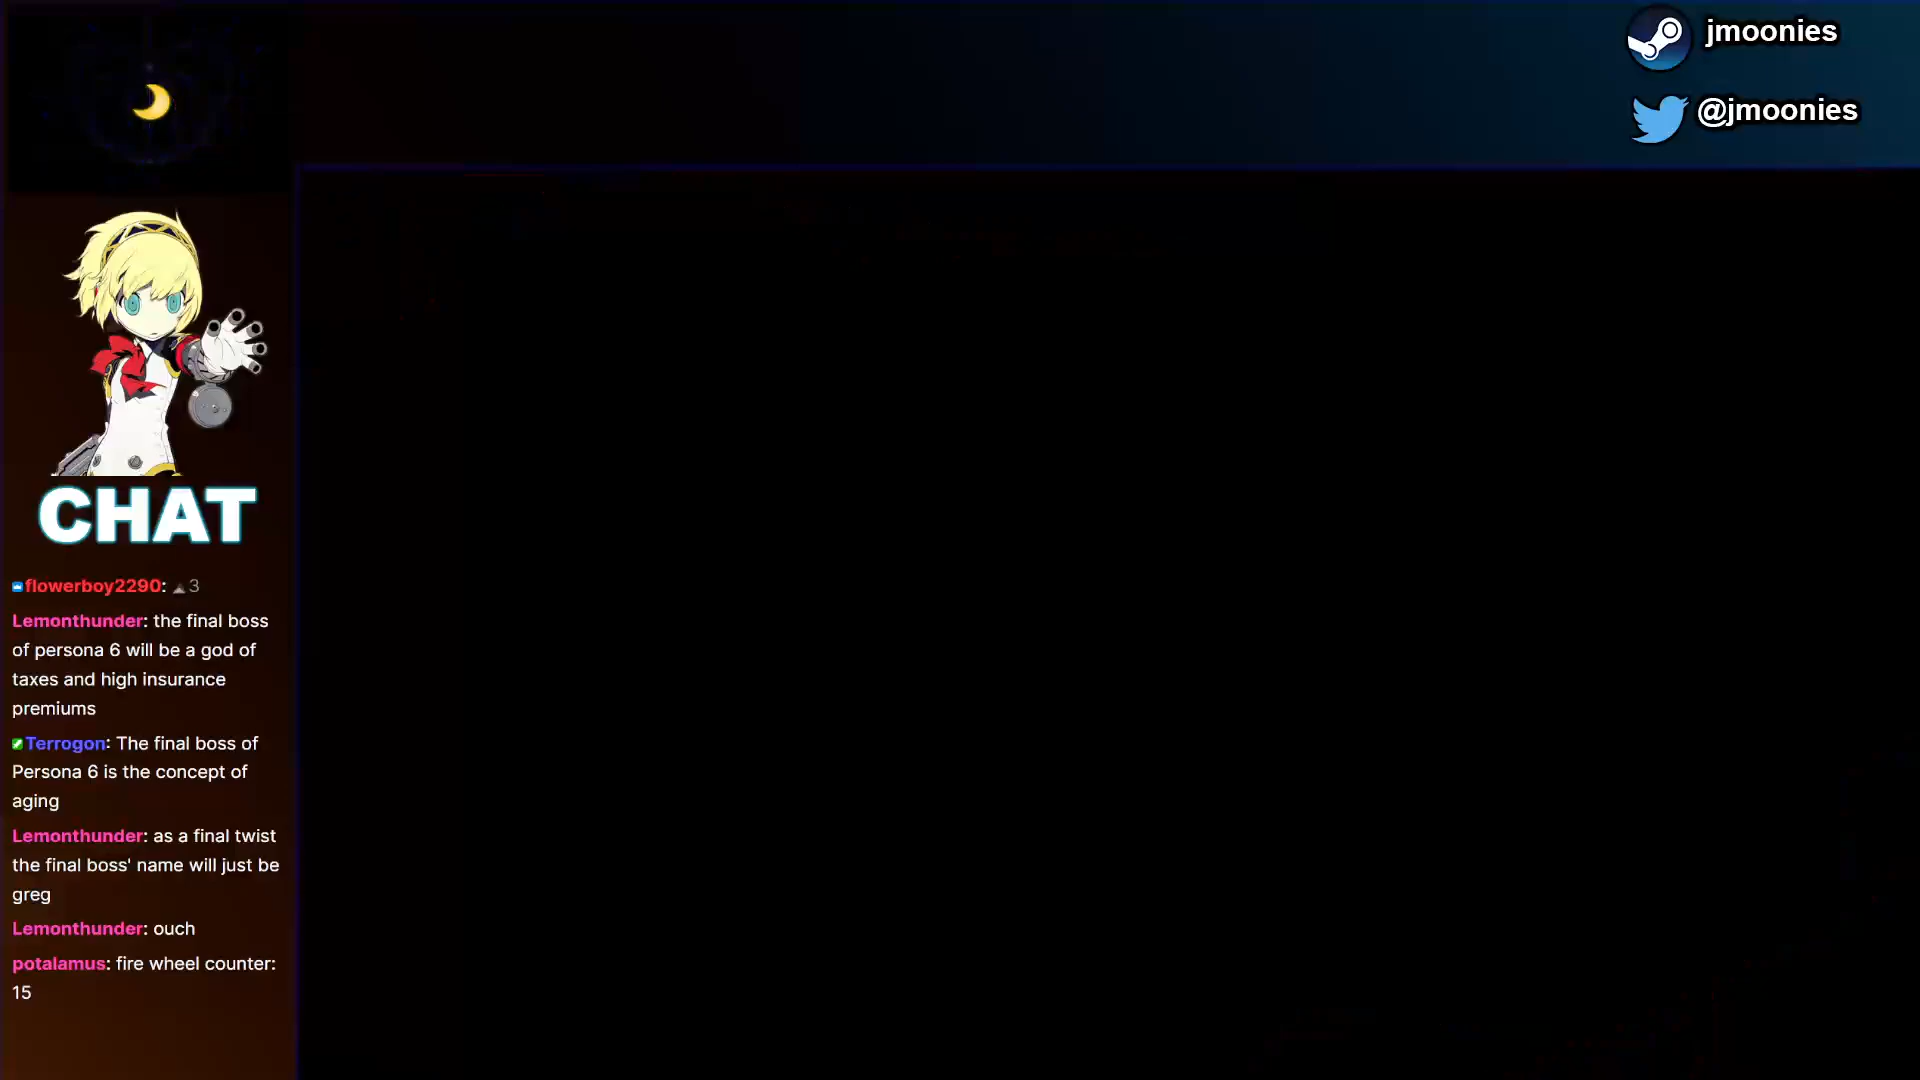 jmoonies
@jmoonies
CHAT
flowerboy2290: 3
Lemonthunder: the final boss
of persona 6 will be a god of
taxes and high insurance
premiums
Terrogon: The final boss of
Persona 6 is the concept of
aging
Lemonthunder: as a final twist
the final boss' name will just be
greg
Lemonthunder: ouch
potalamus: fire wheel counter:
15